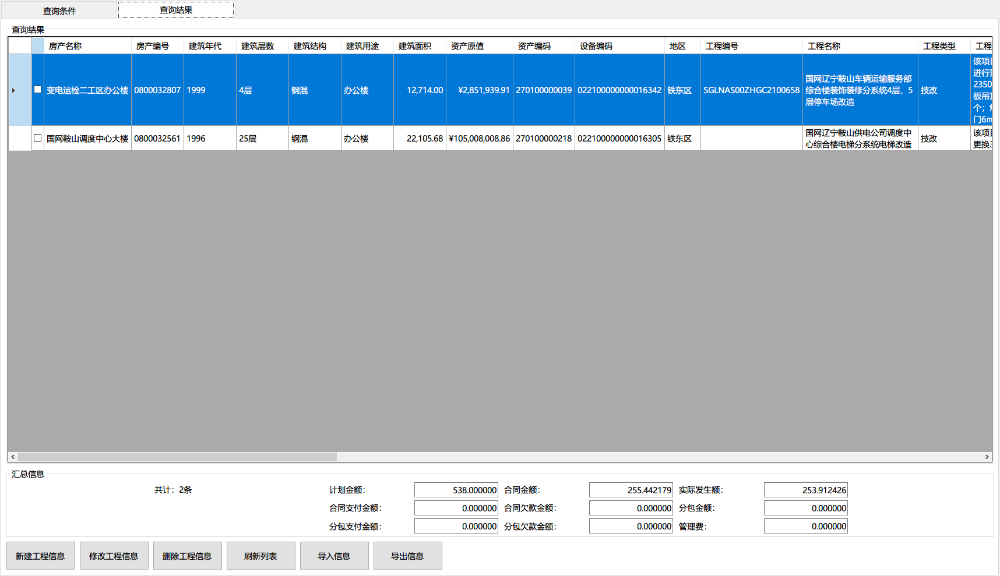 查询条件
查询结果
查询结果
房产名称 房产编号 建筑年代 建筑层数 建筑结构 建筑用途 建筑面积 资产原值 资产编码 设备编码 地区 工程编号 工程名称 工程类型 工程
变电运检二工区办公楼 0800032807 1999 4层 钢混 办公楼 12,714.00 ¥2,851,939.91 270100000039 022100000000016342 铁东区 SGLNAS00ZHGC2100658
国网辽宁鞍山车辆运输服务部
综合楼装饰装修分系统4层、5
层停车场改造
技改
该项
进行
2350
板吊
个；
门6m
国网鞍山调度中心大楼 0800032561 1996 25层 钢混 办公楼 22,105.68 ¥105,008,008.86 270100000218 022100000000016305 铁东区
国网辽宁鞍山供电公司调度中
心综合楼电梯分系统电梯改造
技改
该项
更换
汇总信息
共计：2条 计划金额： 538.000000 合同金额： 255.442179 实际发生额： 253.912426
合同支付金额： 0.000000 合同欠款金额： 0.000000 分包金额： 0.000000
分包支付金额： 0.000000 分包欠款金额： 0.000000 管理费： 0.000000
新建工程信息 修改工程信息 删除工程信息 刷新列表 导入信息 导出信息